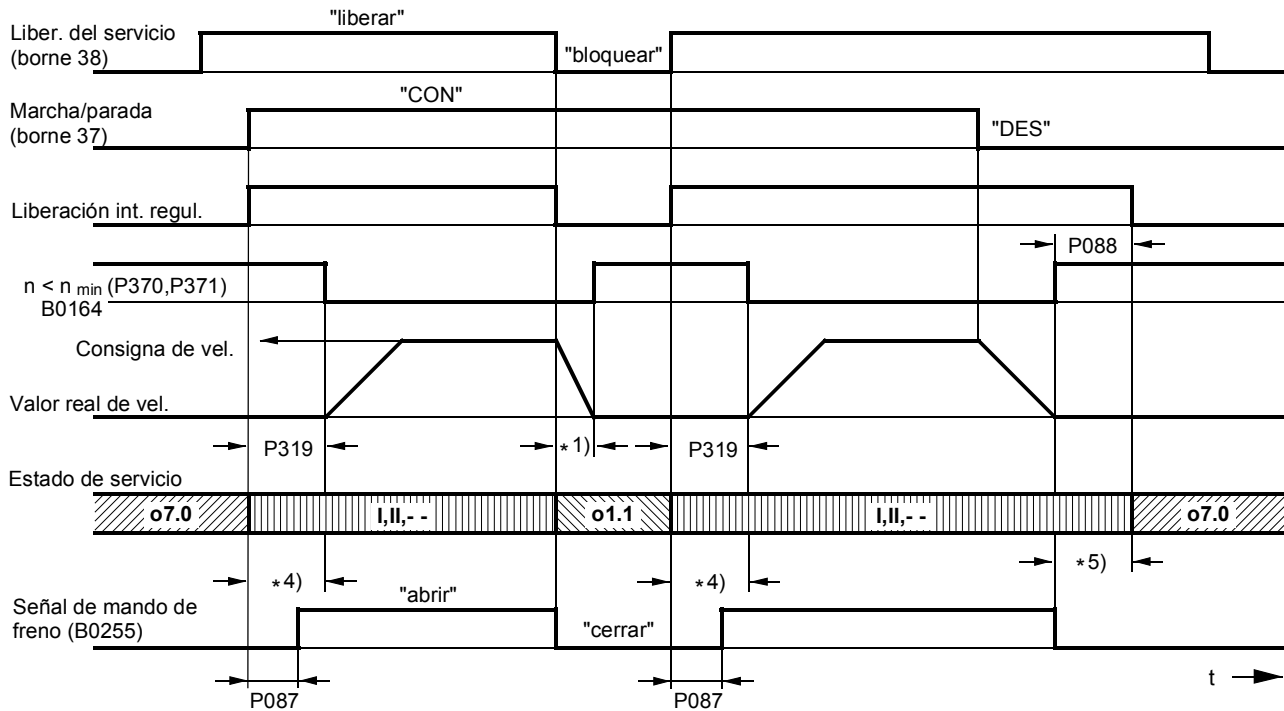 "liberar"
Liber. del servicio
(borne 38)
"bloquear"
"CON"
Marcha/parada
(borne 37)
"DES"
Liberación int. regul.
P088
n < n min (P370,P371)
B0164
Consigna de vel.
Valor real de vel.
P319
*1)
P319
Estado de servicio
o7.0
I,II,- -
o1.1
I,II,- -
o7.0
*4)
*4)
*5)
Señal de mando de
freno (B0255)
"abrir"
"cerrar"
t
P087
P087